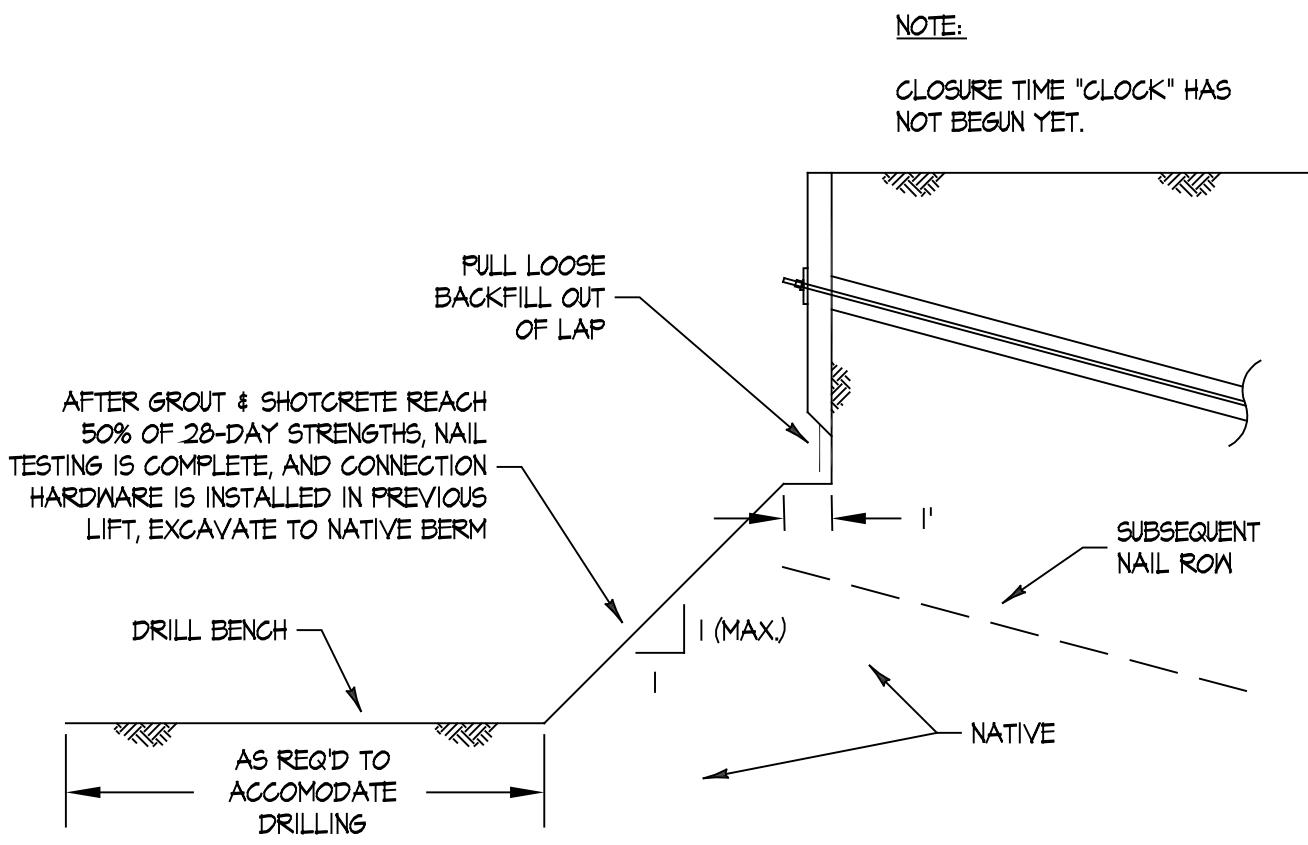 NOTE:
CLOSURE TIME "CLOCK" HAS
NOT BEGUN YET.
PULL LOOSE
BACKFILL OUT
OF LAP
AFTER GROUT & SHOTCRETE REACH
50% OF 28-DAY STRENGTHS, NAIL
TESTING IS COMPLETE, AND CONNECTION
HARDWARE IS INSTALLED IN PREVIOUS
LIFT, EXCAVATE TO NATIVE BERM
1'
SUBSEQUENT
NAIL ROW
DRILL BENCH
1 (MAX.)
1
NATIVE
AS REQ'D TO
ACCOMODATE
DRILLING